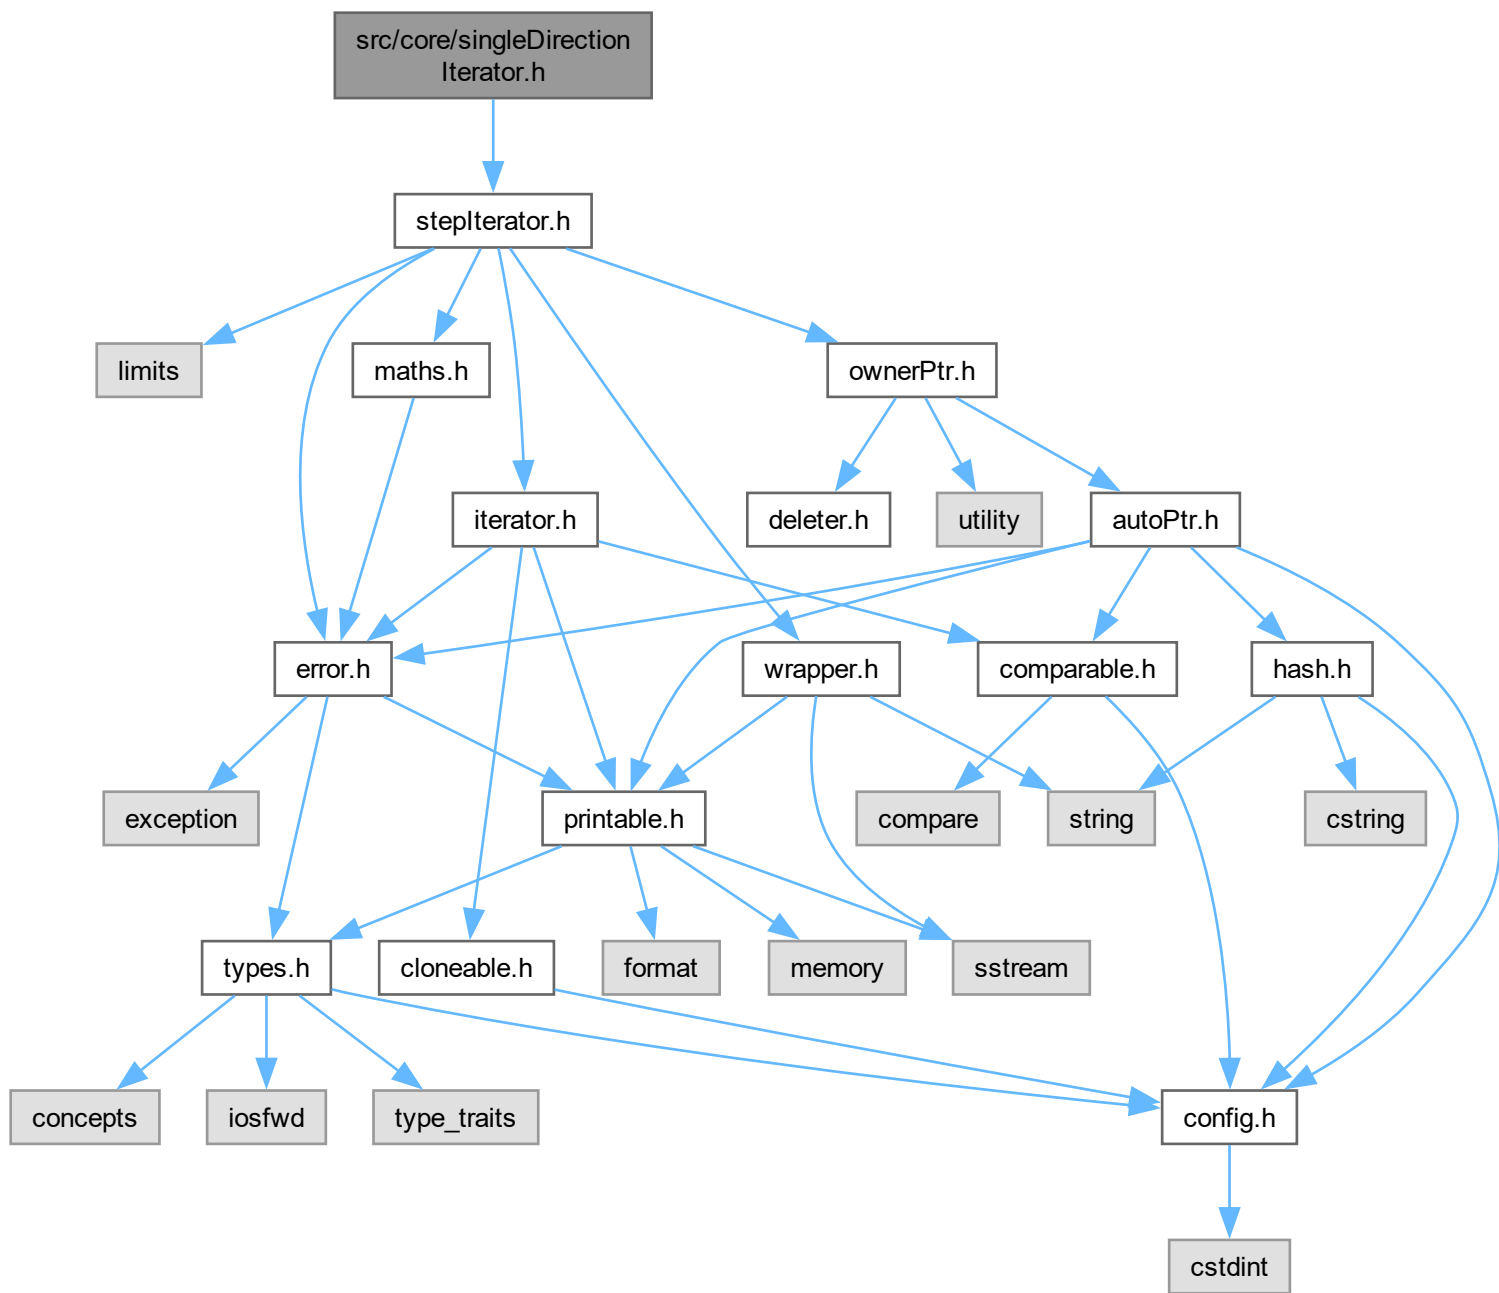 src/core/singleDirection
Iterator.h
stepIterator.h
limits
maths.h
ownerPtr.h
iterator.h
deleter.h
utility
autoPtr.h
error.h
wrapper.h
comparable.h
hash.h
exception
printable.h
compare
string
cstring
types.h
cloneable.h
format
memory
sstream
concepts
iosfwd
type_traits
config.h
cstdint